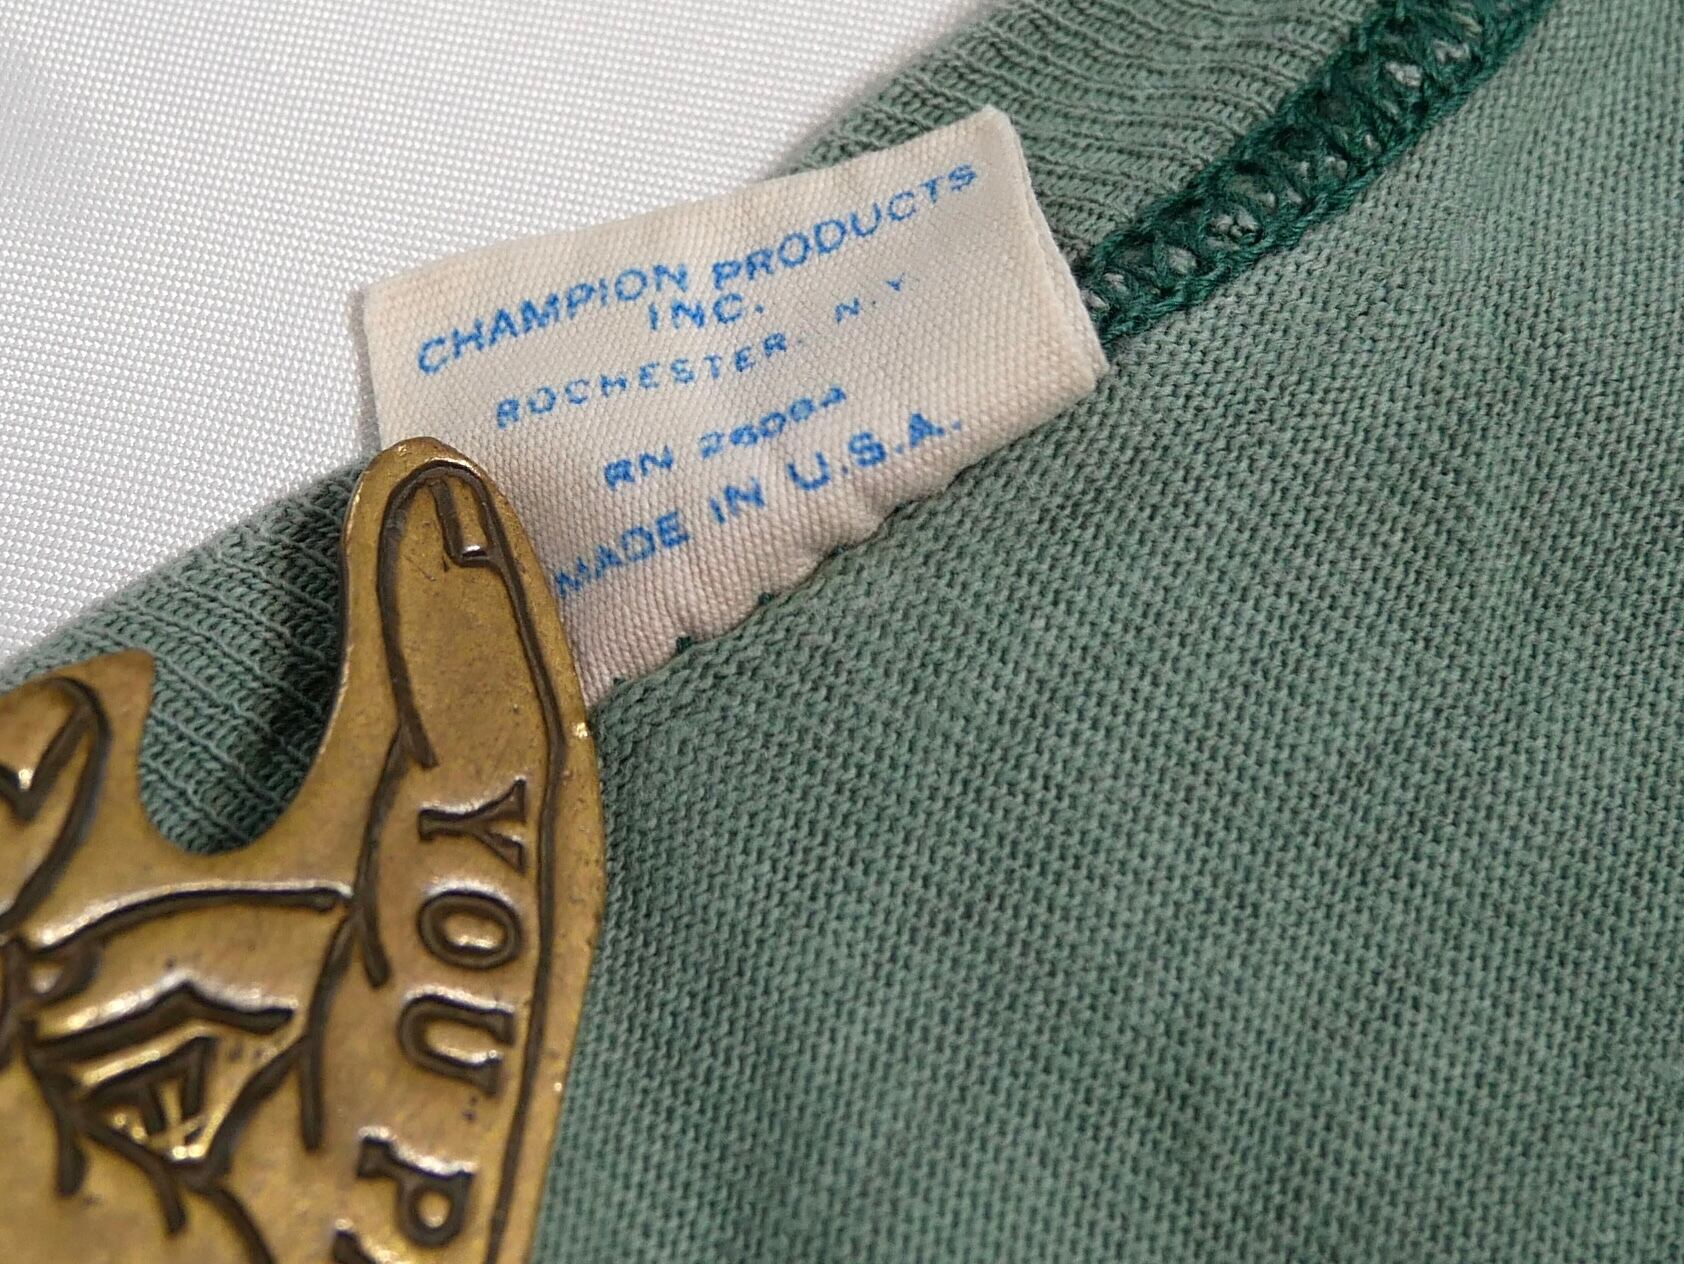 CHAMPION PRODUCTS
INC.
ROCHESTER. N.Y.
RN 26094
MADE IN U.S.A.
YOU P